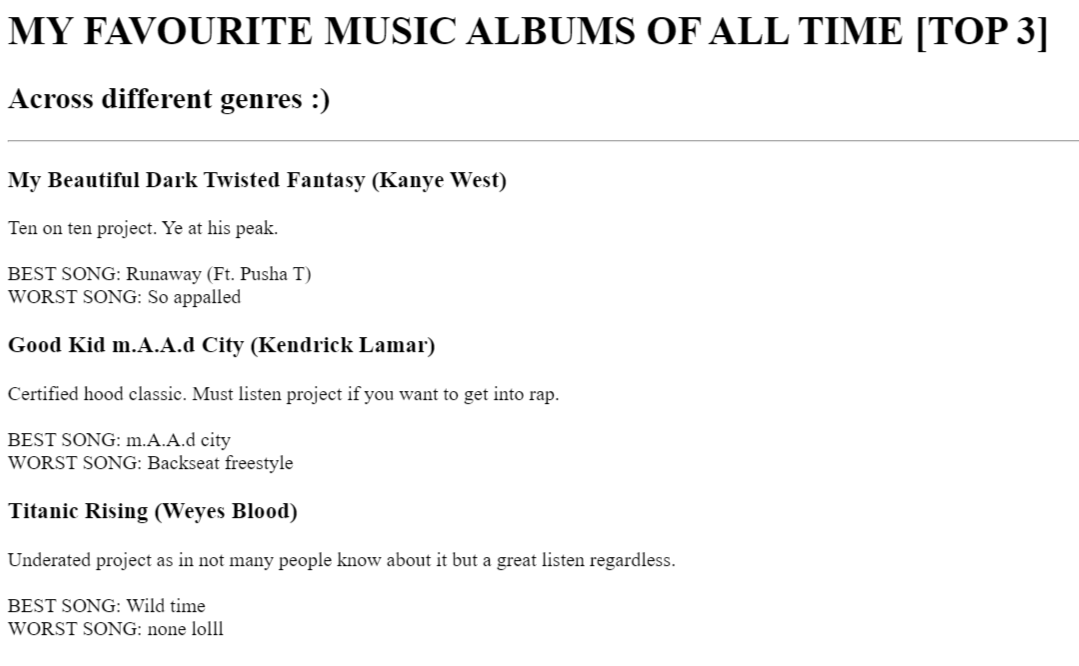 MY FAVOURITE MUSIC ALBUMS OF ALL TIME [TOP 3]
Across different genres :)
My Beautiful Dark Twisted Fantasy (Kanye West)
Ten on ten project. Ye at his peak.
BEST SONG: Runaway (Ft. Pusha T)
WORST SONG: So appalled
Good Kid m.A.A.d City (Kendrick Lamar)
Certified hood classic. Must listen project if you want to get into rap.
BEST SONG: m.A.A.d city
WORST SONG: Backseat freestyle
Titanic Rising (Weyes Blood)
Underated project as in not many people know about it but a great listen regardless.
BEST SONG: Wild time
WORST SONG: none lolll